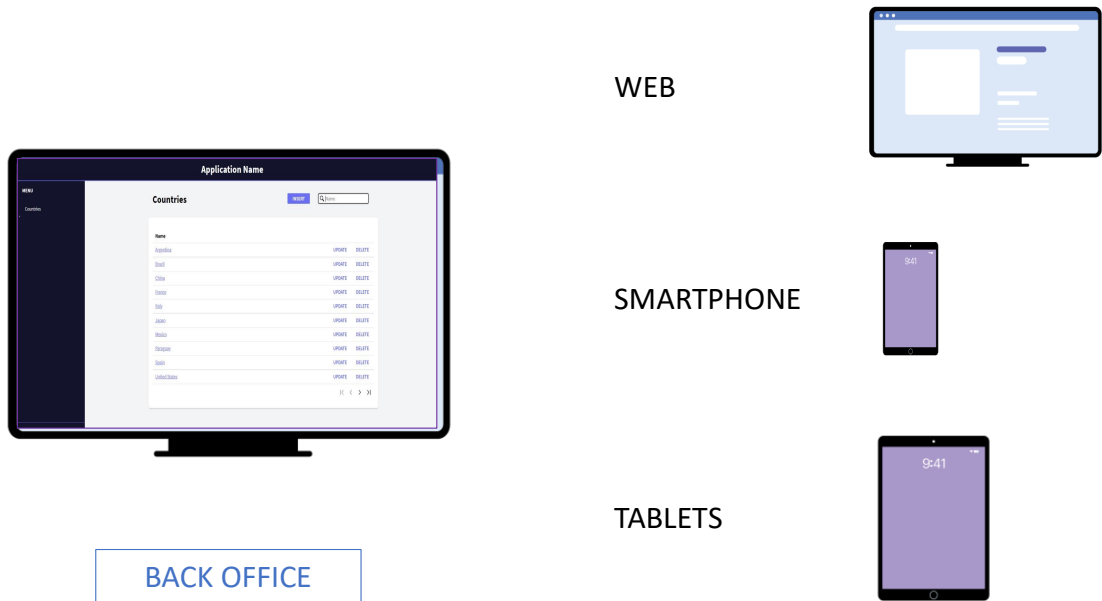 Application Name
MENU
Countries
Countries
INSERT
Name
Name
Argentina UPDATE DELETE
Brazil UPDATE DELETE
China UPDATE DELETE
France UPDATE DELETE
Italy UPDATE DELETE
Japan UPDATE DELETE
Mexico UPDATE DELETE
Paraguay UPDATE DELETE
Spain UPDATE DELETE
United States UPDATE DELETE
BACK OFFICE
WEB
SMARTPHONE
9:41
TABLETS
9:41